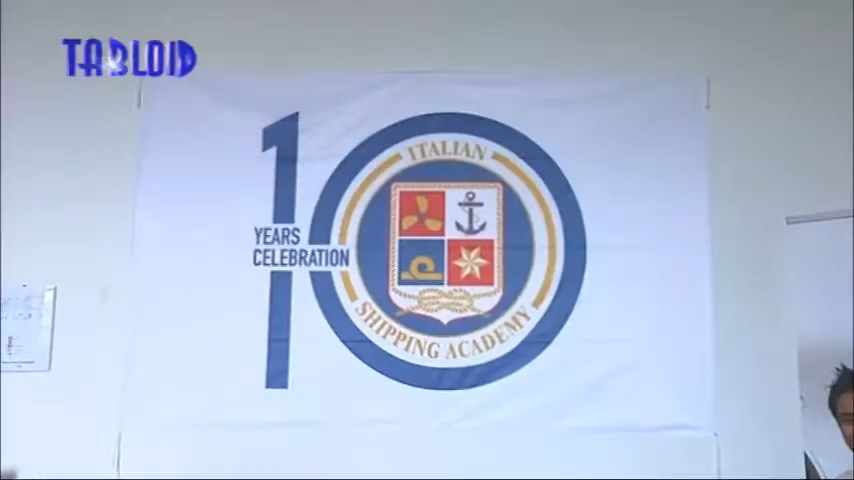 TABLOID
10
YEARS
CELEBRATION
ITALIAN
SHIPPING ACADEMY